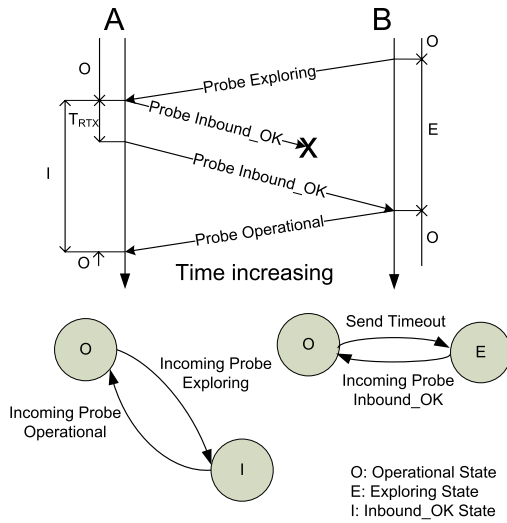 A
B
O
O
Probe Exploring
TRTX
Probe Inbound_OK
X
E
I
Probe Inbound_OK
Probe Operational
O
O
Time increasing
O
Incoming Probe
Exploring
Incoming Probe
Operational
I
Send Timeout
O
E
Incoming Probe
Inbound_OK
O: Operational State
E: Exploring State
I: Inbound_OK State